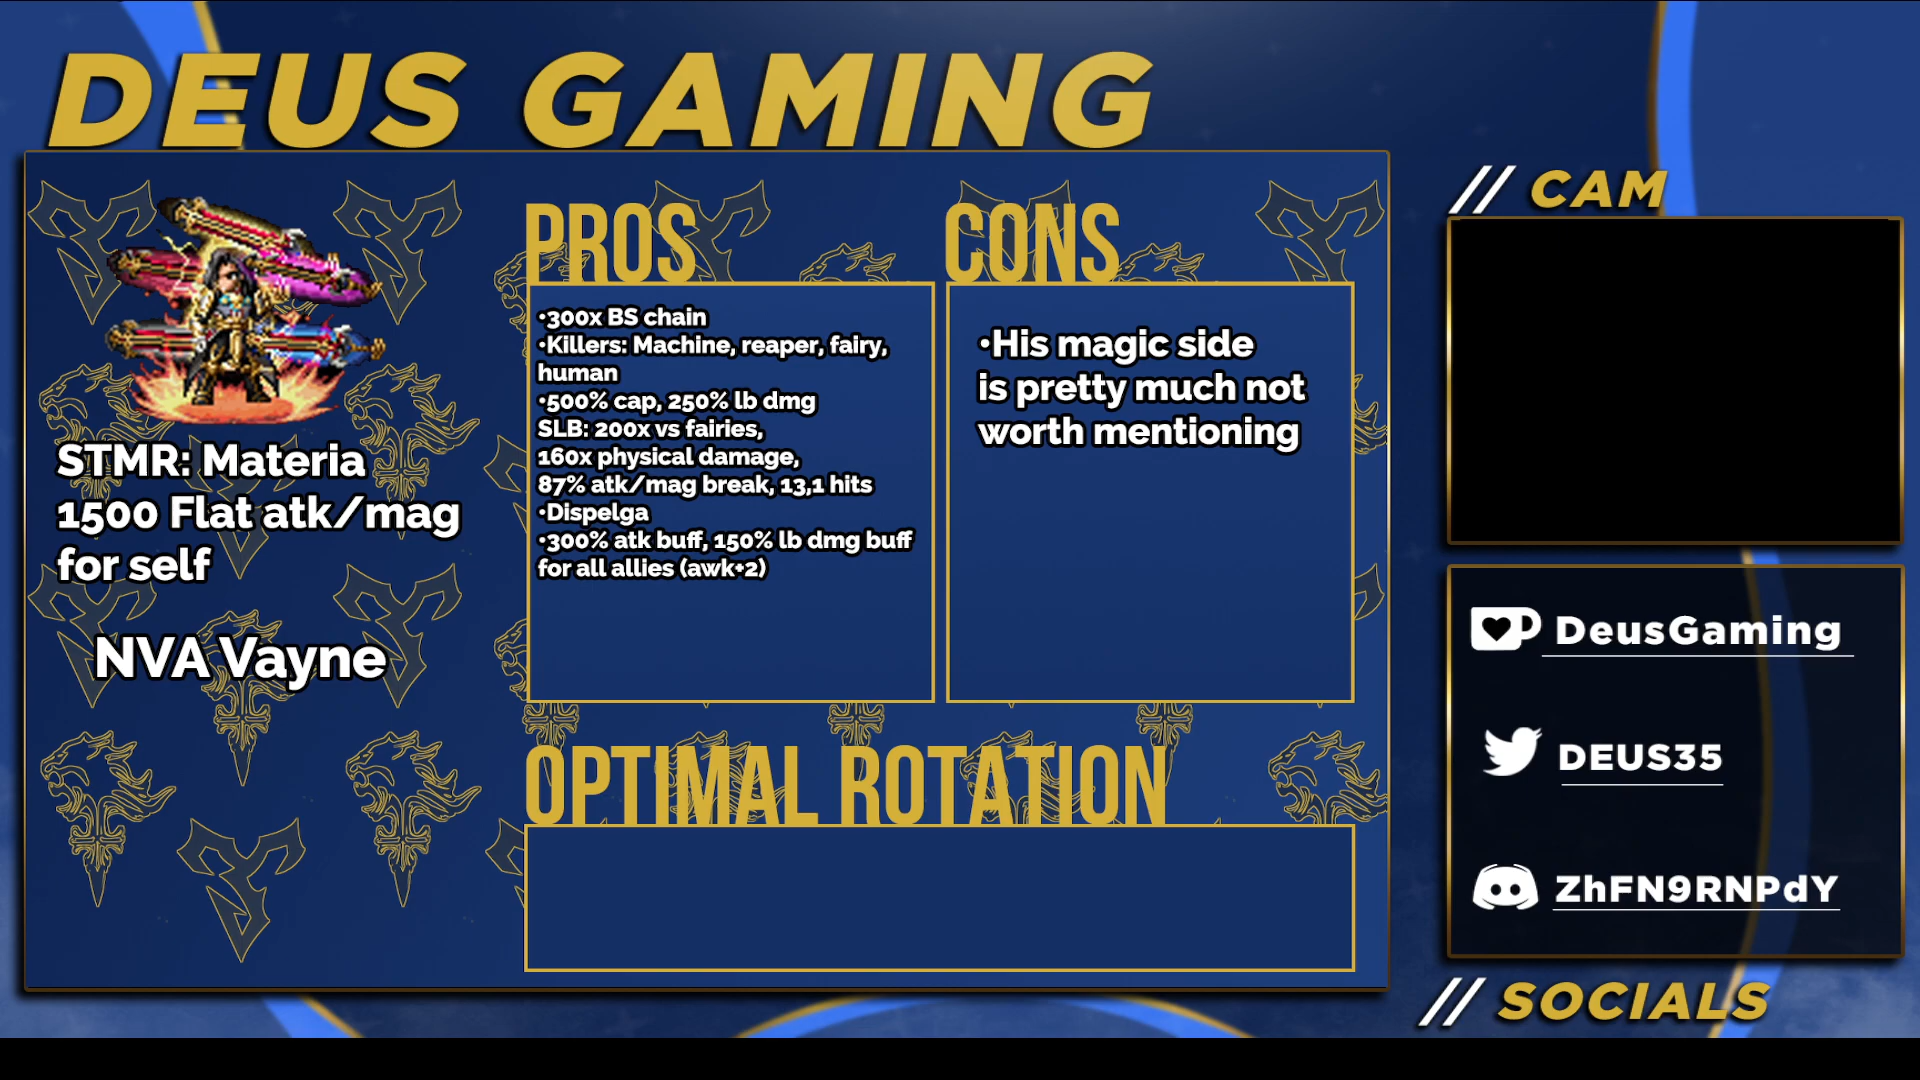 DEUS GAMING
STMR: Materia
1500 Flat atk/mag
for self
NVA Vayne
PROS
•300x BS chain
•Killers: Machine, reaper, fairy,
human
•500% cap, 250% lb dmg
SLB: 200x vs fairies,
160x physical damage,
87% atk/mag break, 13,1 hits
•Dispelga
•300% atk buff, 150% lb dmg buff
for all allies (awk+2)
CONS
•His magic side
is pretty much not
worth mentioning
OPTIMAL ROTATION
// CAM
DeusGaming
DEUS35
ZhFN9RNPdY
// SOCIALS